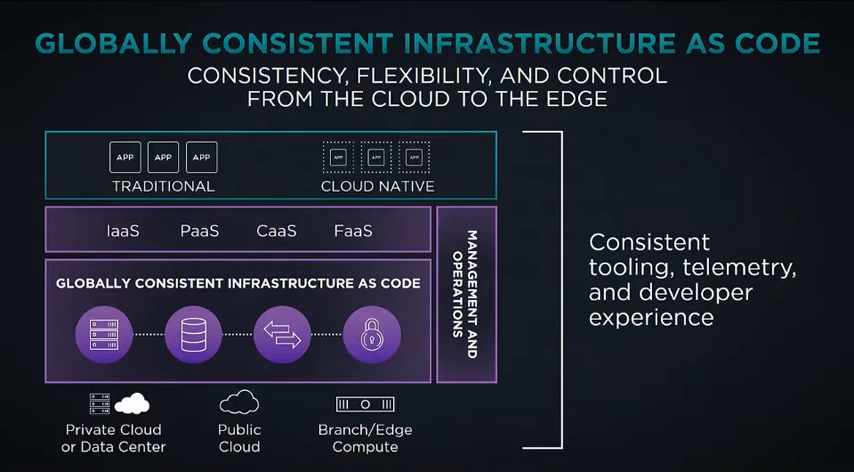 GLOBALLY CONSISTENT INFRASTRUCTURE AS CODE
CONSISTENCY, FLEXIBILITY, AND CONTROL
FROM THE CLOUD TO THE EDGE
APP APP APP
TRADITIONAL
APP APP APP
CLOUD NATIVE
IaaS PaaS CaaS FaaS
GLOBALLY CONSISTENT INFRASTRUCTURE AS CODE
MANAGEMENT AND
OPERATIONS
Private Cloud
or Data Center
Public
Cloud
Branch/Edge
Compute
Consistent
tooling, telemetry,
and developer
experience